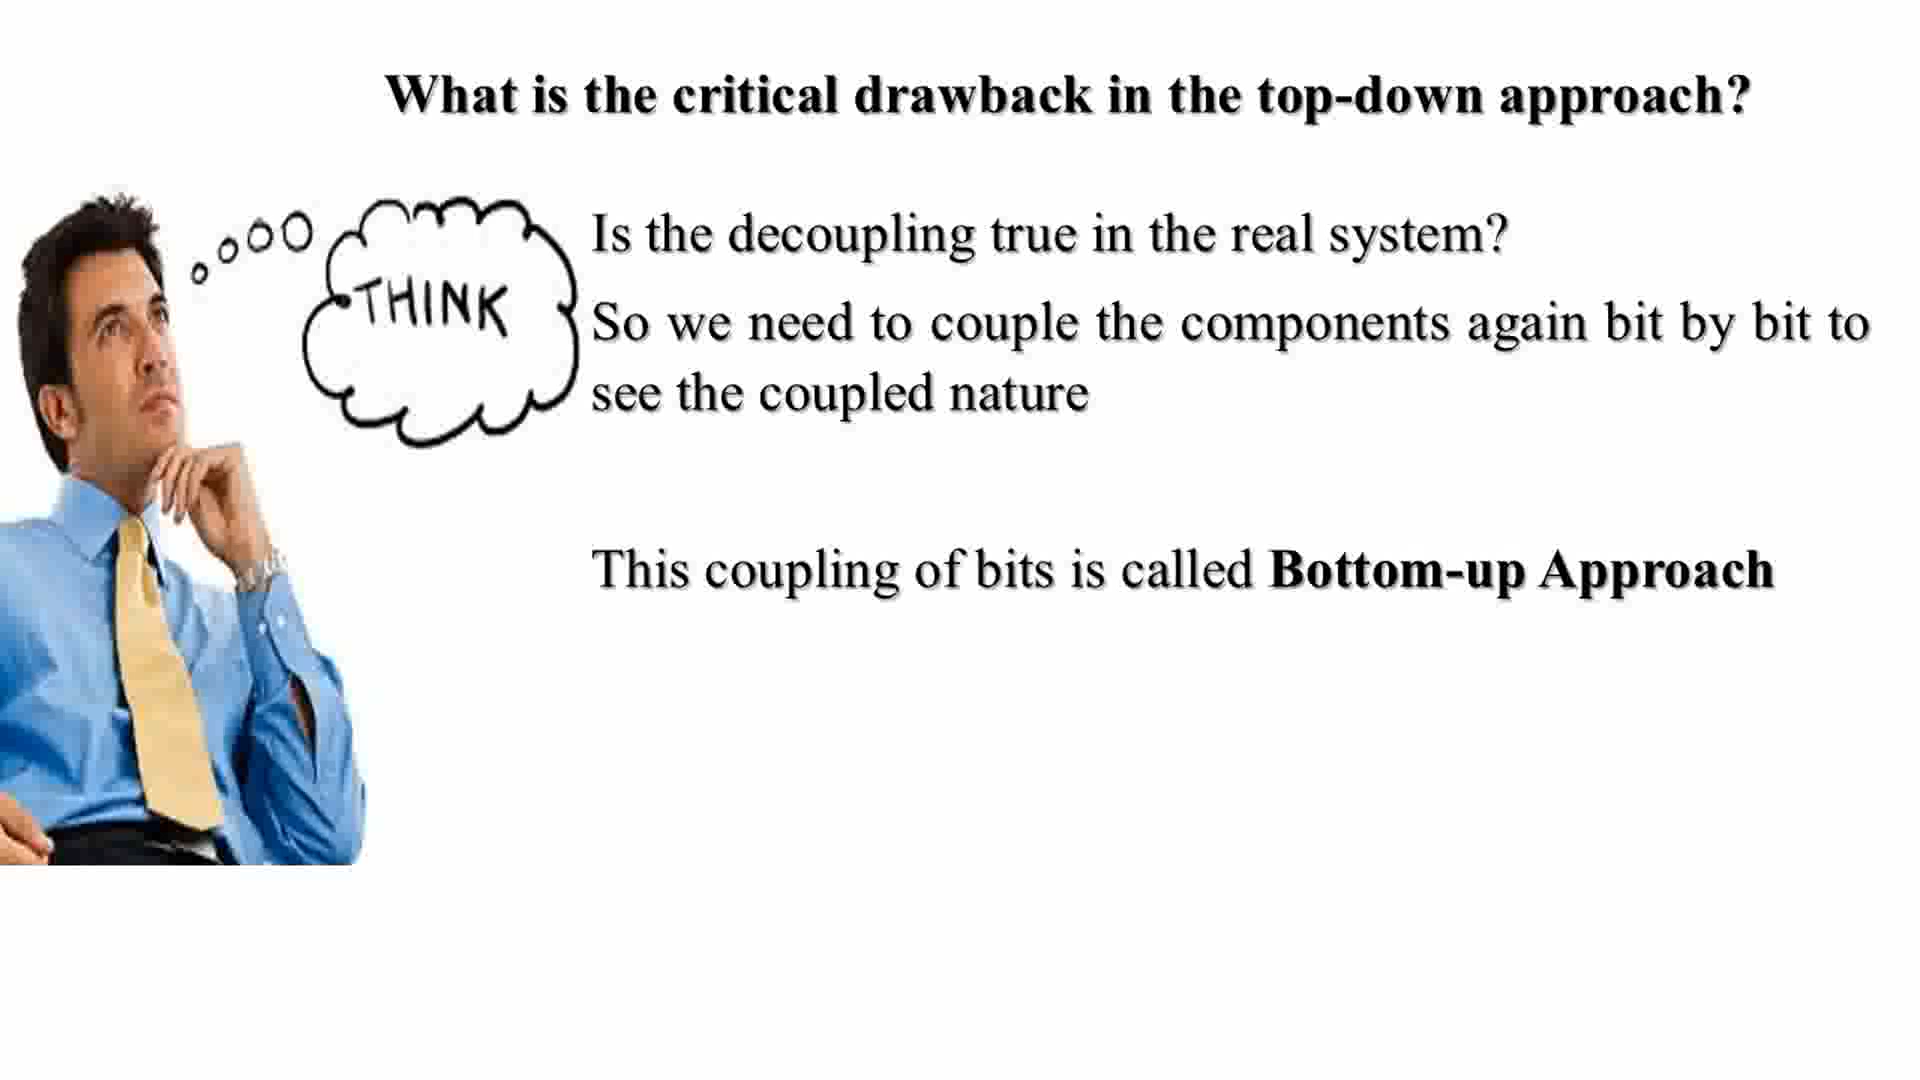 What is the critical drawback in the top-down approach?
THINK
Is the decoupling true in the real system?
So we need to couple the components again bit by bit to
see the coupled nature
This coupling of bits is called Bottom-up Approach